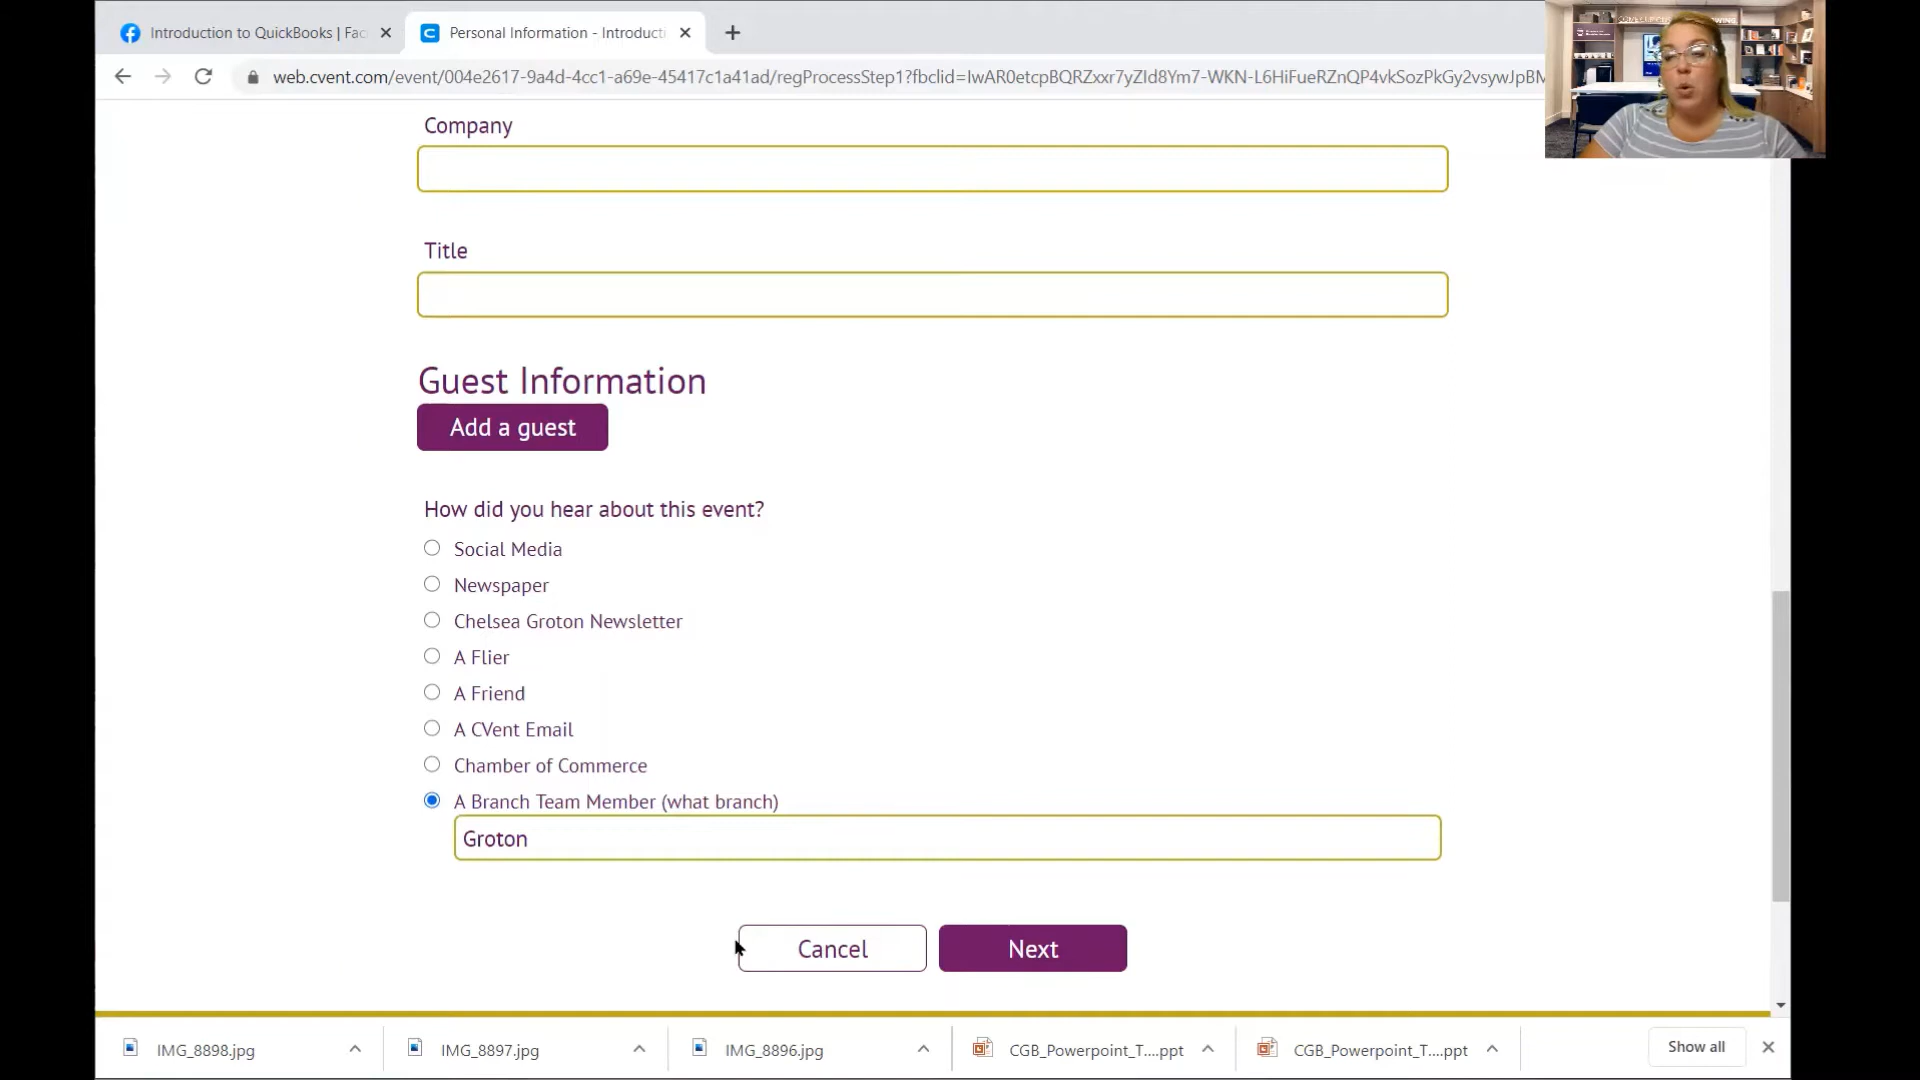 Introduction to QuickBooks | Fac
Personal Information - Introducti
web.cvent.com/event/004e2617-9a4d-4cc1-a69e-45417c1a41ad/regProcessStep1?fbclid=IwAR0etcpBQRZxxr7yZId8Ym7-WKN-L6HiFueRZnQP4vkSozPkGy2vsywJpBM
Company
Title
Guest Information
Add a guest
How did you hear about this event?
Social Media
Newspaper
Chelsea Groton Newsletter
A Flier
A Friend
A CVent Email
Chamber of Commerce
A Branch Team Member (what branch)
Groton
Cancel
Next
IMG_8898.jpg
IMG_8897.jpg
IMG_8896.jpg
CGB_Powerpoint_T....ppt
CGB_Powerpoint_T....ppt
Show all